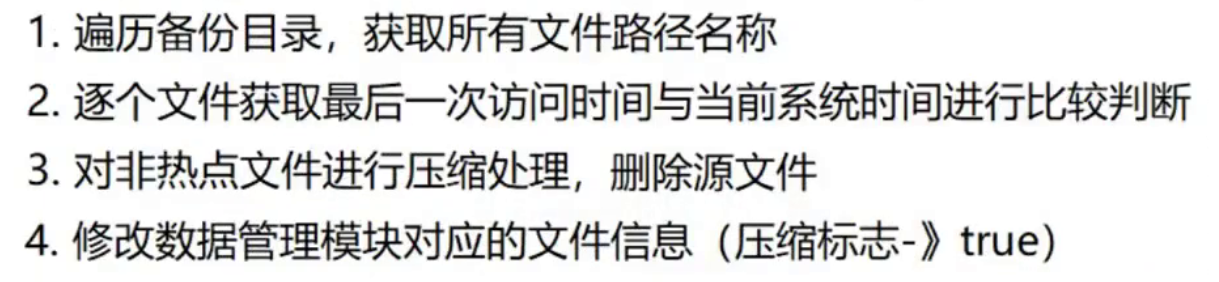 1. 遍历备份目录，获取所有文件路径名称
2. 逐个文件获取最后一次访问时间与当前系统时间进行比较判断
3. 对非热点文件进行压缩处理，删除源文件
4. 修改数据管理模块对应的文件信息（压缩标志-》true）